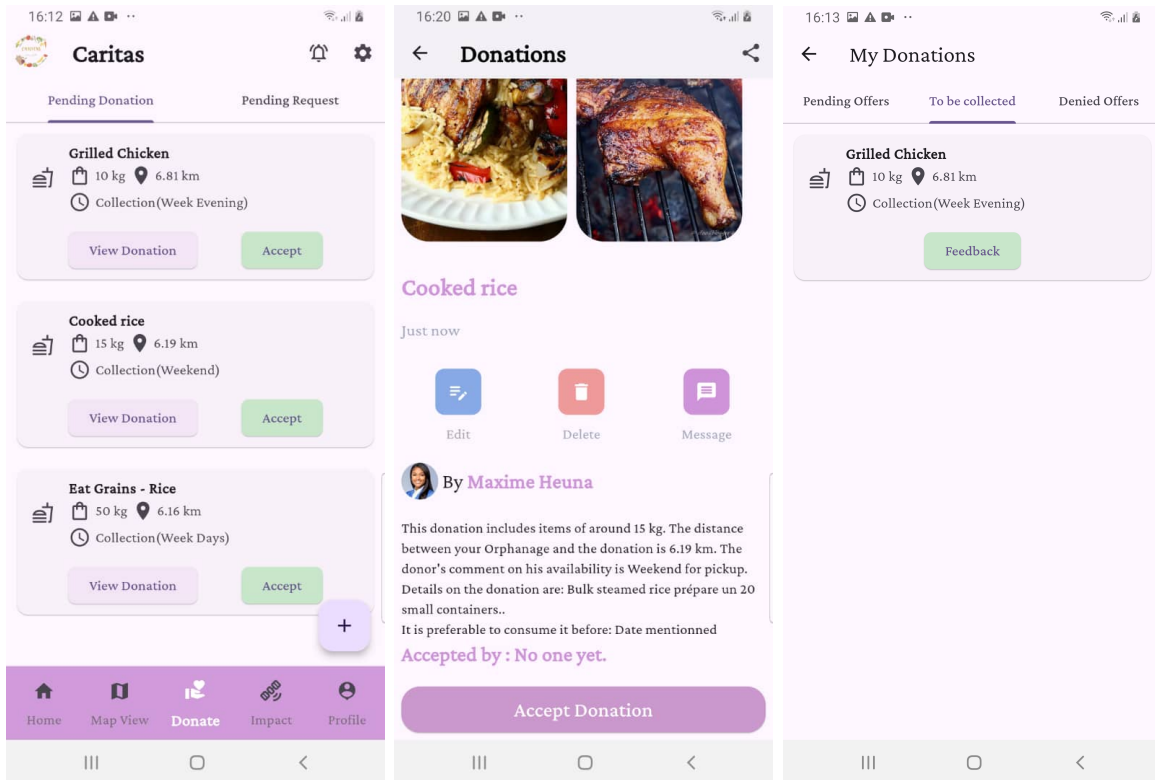 16:12
Caritas
Pending Donation
Pending Request
Grilled Chicken
10 kg 6.81 km
Collection(Week Evening)
View Donation
Accept
Cooked rice
15 kg 6.19 km
Collection(Weekend)
View Donation
Accept
Eat Grains - Rice
50 kg 6.16 km
Collection(Week Days)
View Donation
Accept
+
Home
Map View
Donate
Impact
Profile
16:20
Donations
Cooked rice
Just now
Edit
Delete
Message
By Maxime Heuna
This donation includes items of around 15 kg. The distance
between your Orphanage and the donation is 6.19 km. The
donor's comment on his availability is Weekend for pickup.
Details on the donation are: Bulk steamed rice prépare un 20
small containers..
It is preferable to consume it before: Date mentionned
Accepted by : No one yet.
Accept Donation
16:13
My Donations
Pending Offers
To be collected
Denied Offers
Grilled Chicken
10 kg 6.81 km
Collection(Week Evening)
Feedback